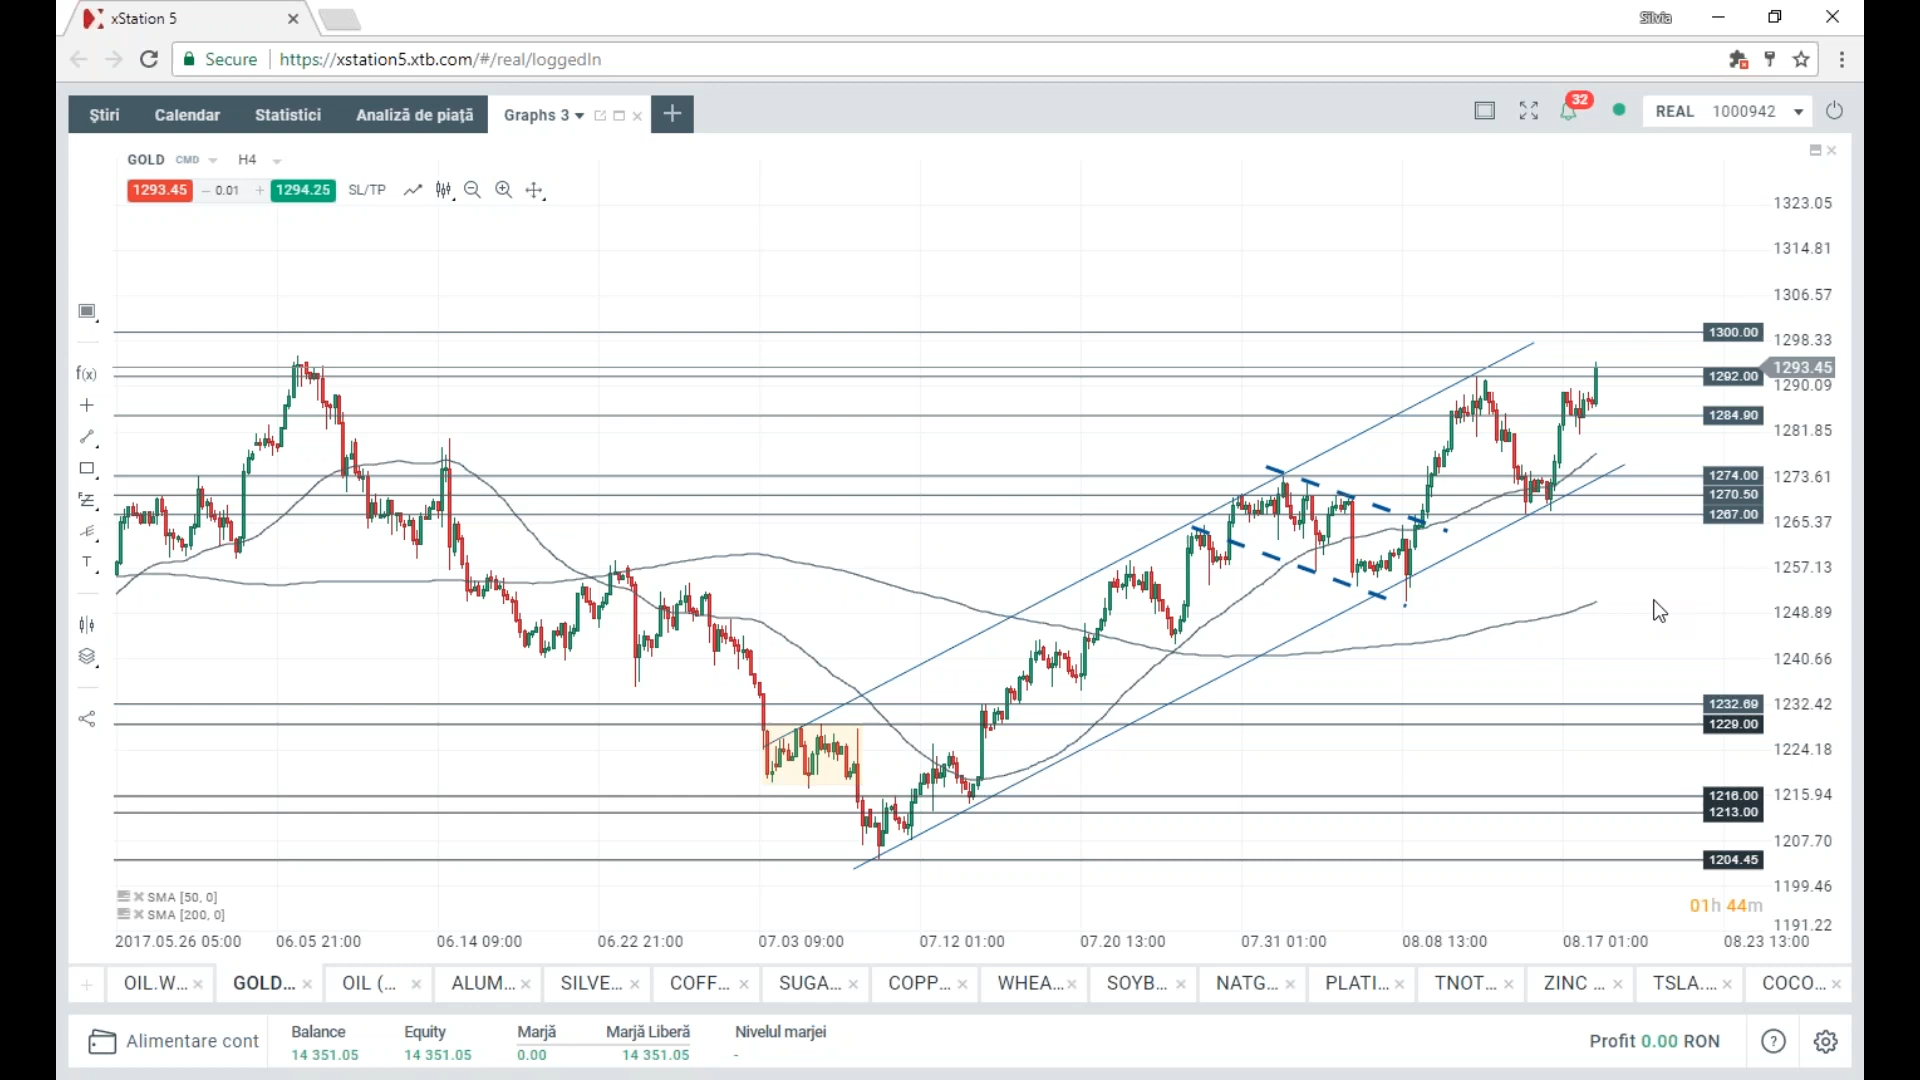 xStation 5
Silvia
Secure https://xstation5.xtb.com/#/real/loggedIn
Știri Calendar Statistici Analiză de piață Graphs 3
32 REAL 1000942
GOLD CMD H4
1293.45 – 0.01 + 1294.25 SL/TP
1323.05
1314.81
1306.57
1300.00
1298.33
1293.45
1292.00
1290.09
1284.90
1281.85
1274.00
1273.61
1270.50
1267.00
1265.37
1257.13
1248.89
1240.66
1232.69
1232.42
1229.00
1224.18
1216.00
1215.94
1213.00
1207.70
1204.45
1199.46
1191.22
f(x)
T
SMA [50, 0]
SMA [200, 0]
01h 44m
2017.05.26 05:00 06.05 21:00 06.14 09:00 06.22 21:00 07.03 09:00 07.12 01:00 07.20 13:00 07.31 01:00 08.08 13:00 08.17 01:00 08.23 13:00
OIL.W... GOLD... OIL (... ALUM... SILVE... COFF... SUGA... COPP... WHEA... SOYB... NATG... PLATI... TNOT... ZINC ... TSLA.... COCO...
Alimentare cont
Balance Equity Marjă Marjă Liberă Nivelul marjei
14 351.05 14 351.05 0.00 14 351.05 -
Profit 0.00 RON